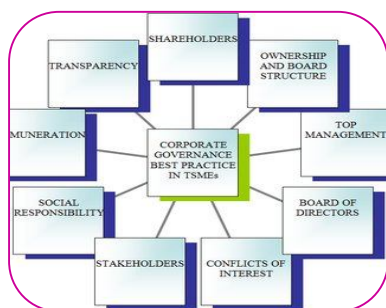 SHAREHOLDERS
TRANSPARENCY
OWNERSHIP
AND BOARD
STRUCTURE
MUNERATION
CORPORATE
GOVERNANCE
BEST PRACTICE
IN TSMEs
TOP
MANAGEMENT
SOCIAL
RESPONSIBILITY
BOARD OF
DIRECTORS
STAKEHOLDERS
CONFLICTS OF
INTEREST